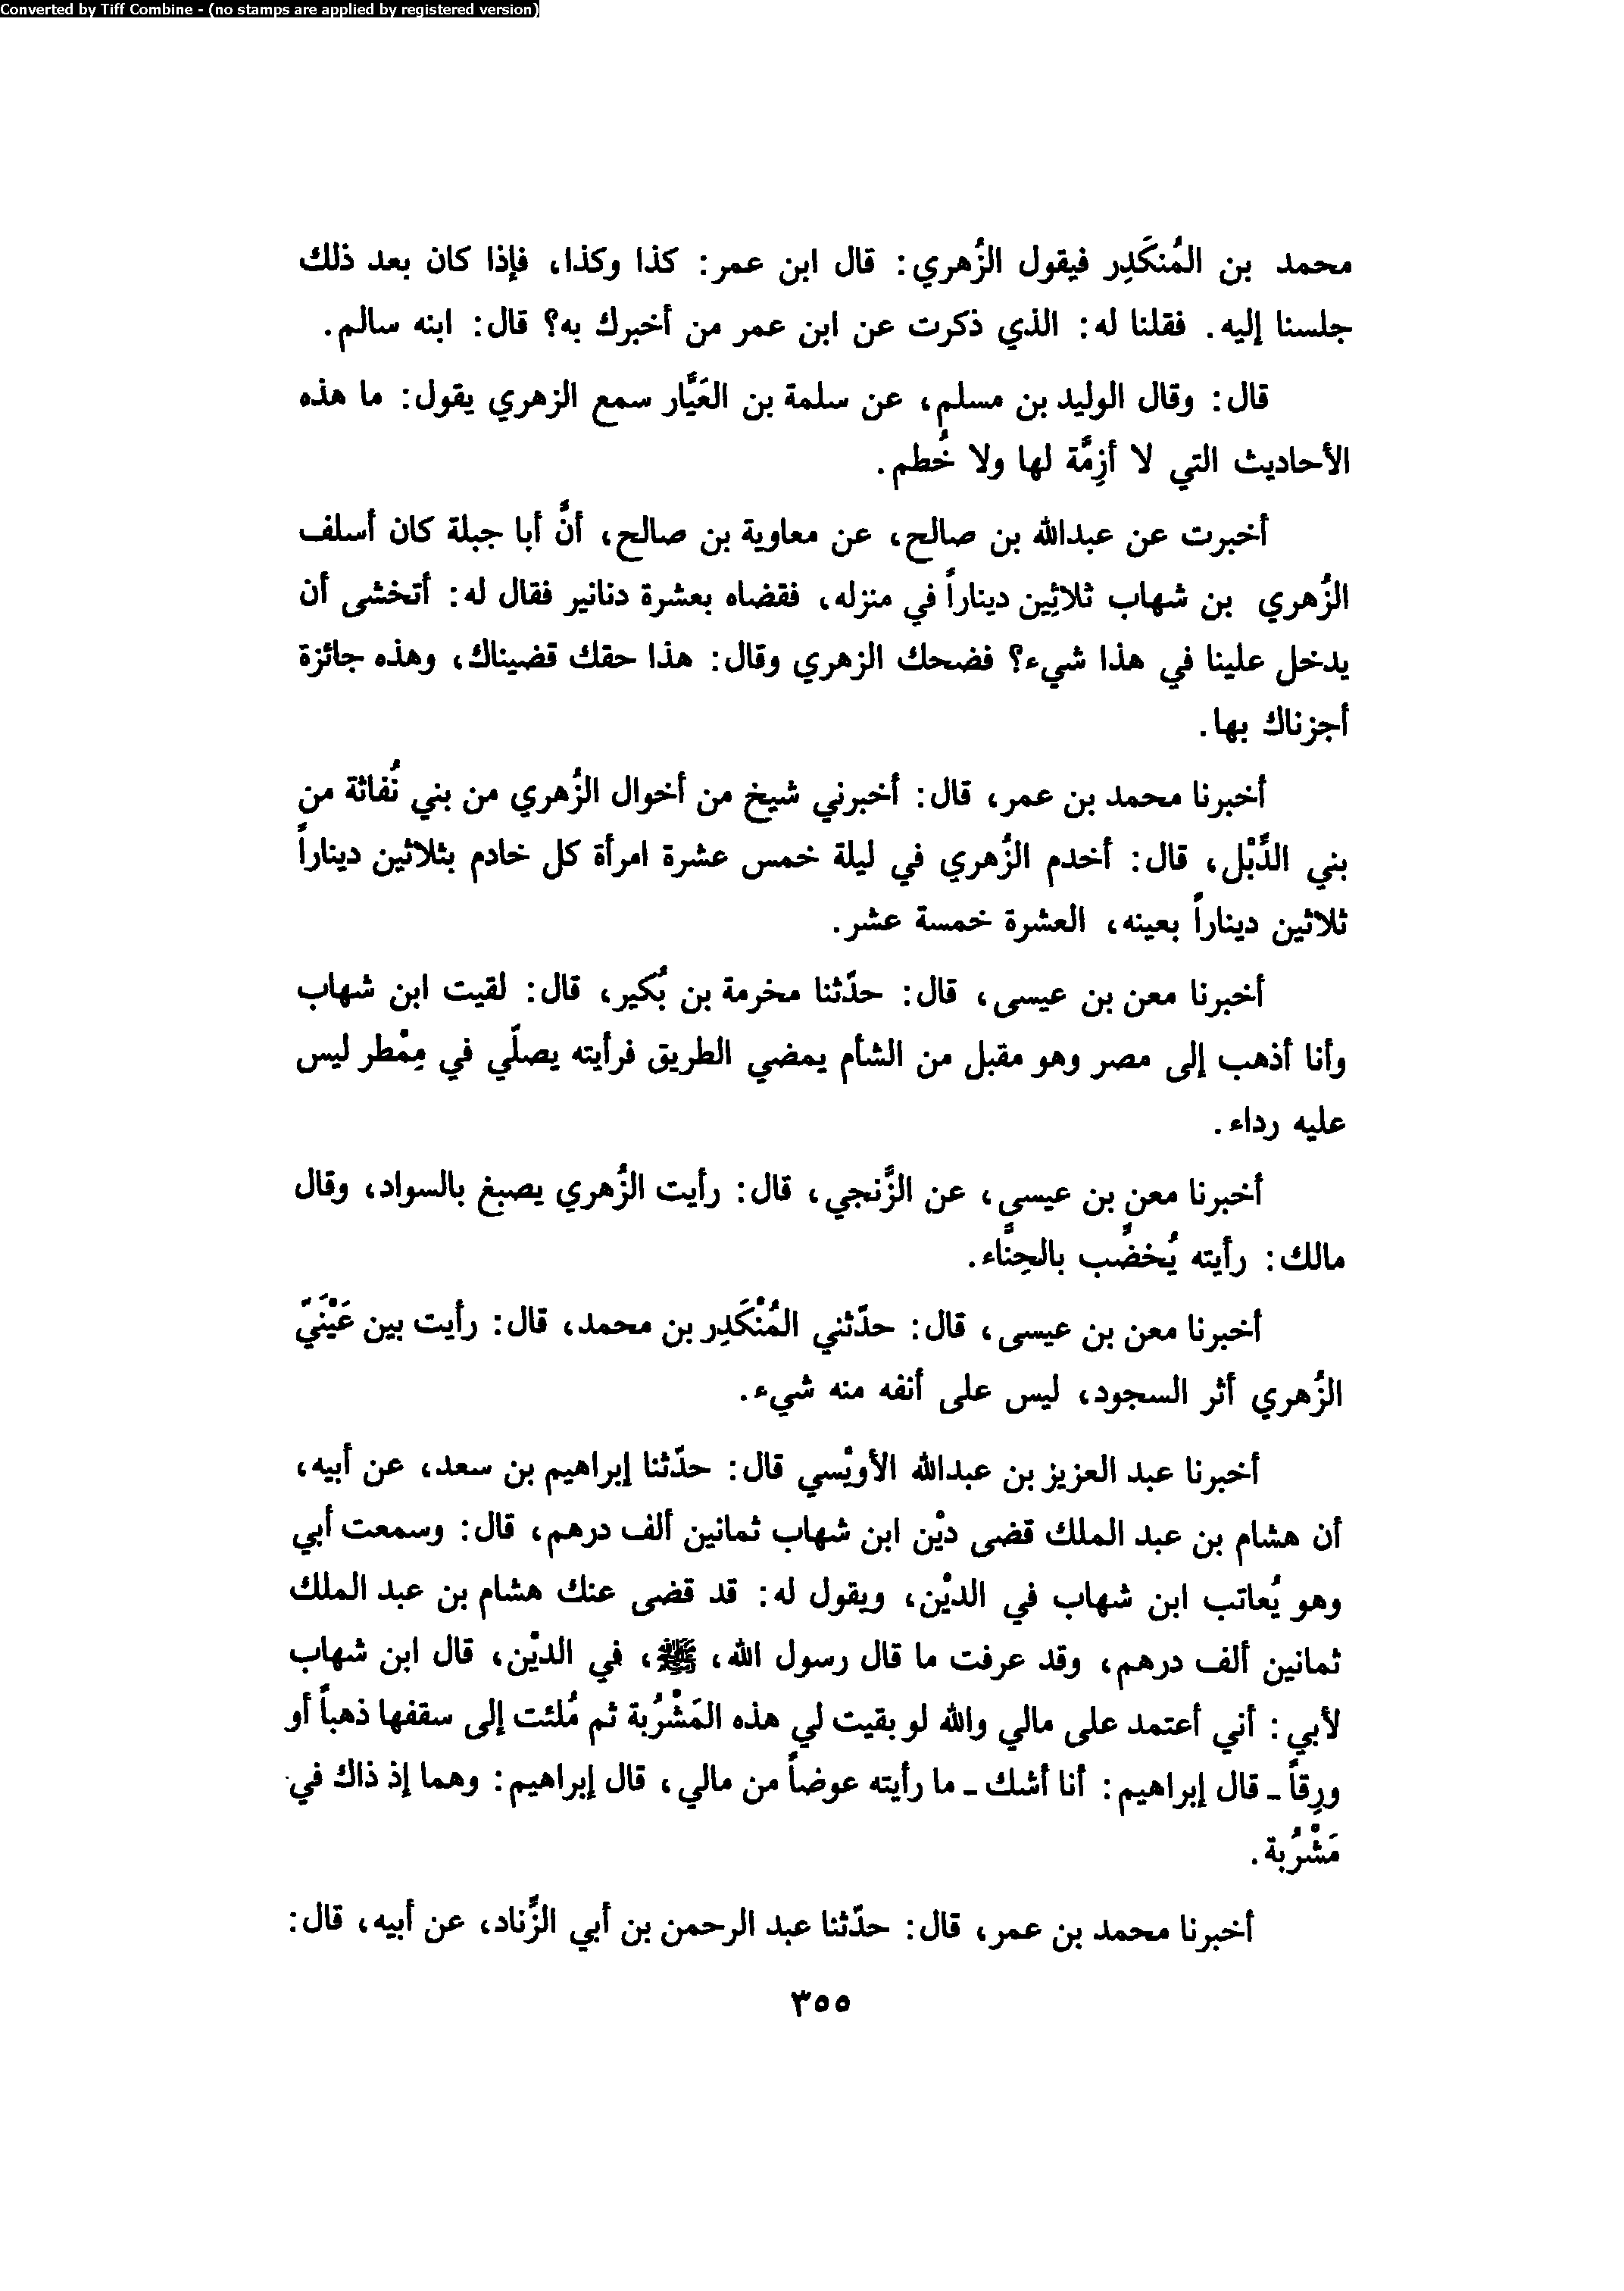 Converted by Tiff Combine - (no stamps are applied by registered version)
محمد بن المُنكَدِر فيقول الزُهري: قال ابن عمر: كذا وكذا، فإذا كان بعد ذلك
جلسنا إليه. فقلنا له: الذي ذكرت عن ابن عمر من أخبرك به؟ قال: ابنه سالم.
قال: وقال الوليد بن مسلم، عن سلمة بن العَيَّار سمع الزهري يقول: ما هذه
الأحاديث التي لا أزِمَّة لها ولا خُطم.
أخبرت عن عبدالله بن صالح، عن معاوية بن صالح، أنَّ أبا جبلة كان أسلف
الزُهري بن شهاب ثلاثِين ديناراً في منزله، فقضاه بعشرة دنانير فقال له: أتخشى أن
يدخل علينا في هذا شيء؟ فضحك الزهري وقال: هذا حقك قضيناك، وهذه جائزة
أجزناك بها.
أخبرنا محمد بن عمر، قال: أخبرني شيخ من أخوال الزُهري من بني نُفاثة من
بني الدِّبْل، قال: أخدم الزُهري في ليلة خمس عشرة امرأة كل خادم بثلاثين ديناراً
ثلاثين ديناراً بعينه، العشرة خمسة عشر.
أخبرنا معن بن عيسى، قال: حدّثنا مخرمة بن بُكير، قال: لقيت ابن شهاب
وأنا أذهب إلى مصر وهو مقبل من الشأم يمضي الطريق فرأيته يصلّي في مِمْطر ليس
عليه رداء.
أخبرنا معن بن عيسى، عن الزَّنجي، قال: رأيت الزُهري يصبغ بالسواد، وقال
مالك: رأيته يُخضَّب بالحِنَّاء.
أخبرنا معن بن عيسى، قال: حدّثني المُنْكَدِر بن محمد، قال: رأيت بين عَيْنَيّ
الزُهري أثر السجود، ليس على أنفه منه شيء.
أخبرنا عبد العزيز بن عبدالله الأويْسي قال: حدّثنا إبراهيم بن سعد، عن أبيه،
أن هشام بن عبد الملك قضى ديْن ابن شهاب ثمانين ألف درهم، قال: وسمعت أبي
وهو يُعاتب ابن شهاب في الديْن، ويقول له: قد قضى عنك هشام بن عبد الملك
ثمانين ألف درهم، وقد عرفت ما قال رسول الله، ﷺ، في الديْن، قال ابن شهاب
لأبي: أني أعتمد على مالي والله لو بقيت لي هذه المَشْرُبة ثم مُلئت إلى سقفها ذهباً أو
ورِقاً ـ قال إبراهيم: أنا أشك ـ ما رأيته عوضاً من مالي، قال إبراهيم: وهما إذ ذاك في
مَشْرُبة.
أخبرنا محمد بن عمر، قال: حدّثنا عبد الرحمن بن أبي الزِّناد، عن أبيه، قال:
٣٥٥